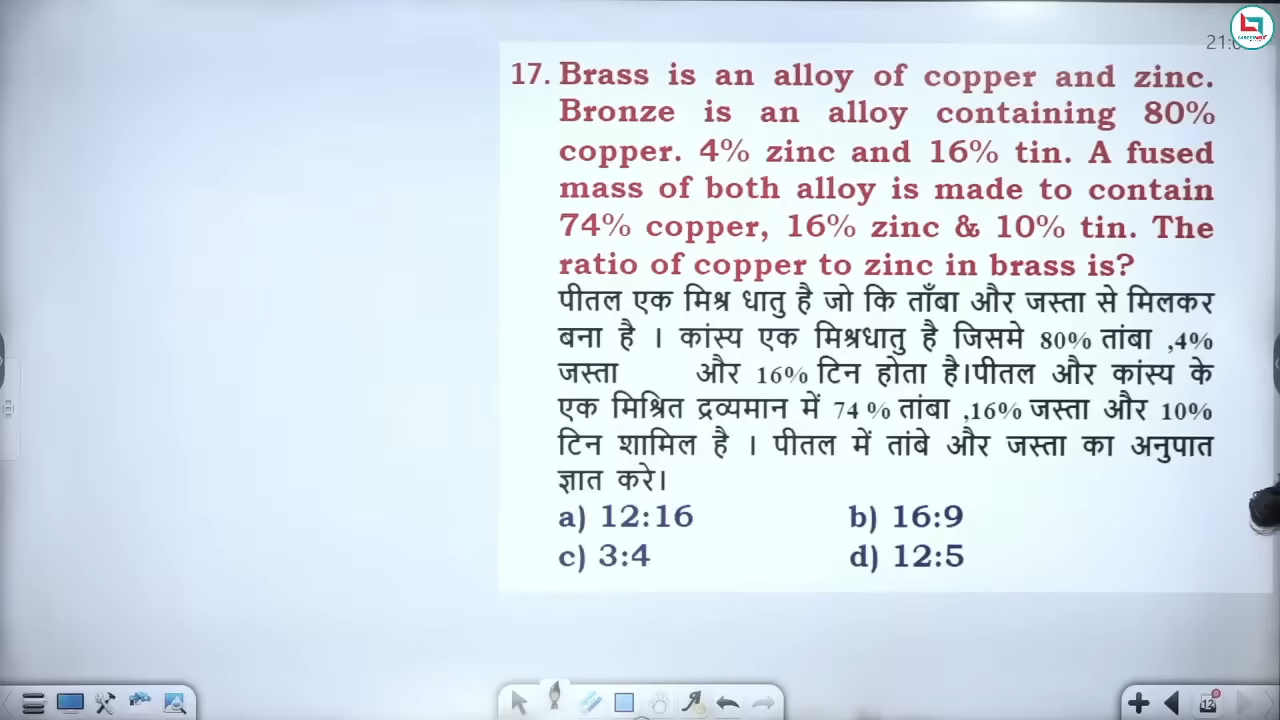 21:
17. Brass is an alloy of copper and zinc.
Bronze is an alloy containing 80%
copper. 4% zinc and 16% tin. A fused
mass of both alloy is made to contain
74% copper, 16% zinc & 10% tin. The
ratio of copper to zinc in brass is?
पीतल एक मिश्र धातु है जो कि ताँबा और जस्ता से मिलकर
बना है । कांस्य एक मिश्रधातु है जिसमे 80% तांबा ,4%
जस्ता और 16% टिन होता है।पीतल और कांस्य के
एक मिश्रित द्रव्यमान में 74 % तांबा ,16% जस्ता और 10%
टिन शामिल है । पीतल में तांबे और जस्ता का अनुपात
ज्ञात करे।
a) 12:16 b) 16:9
c) 3:4 d) 12:5
12